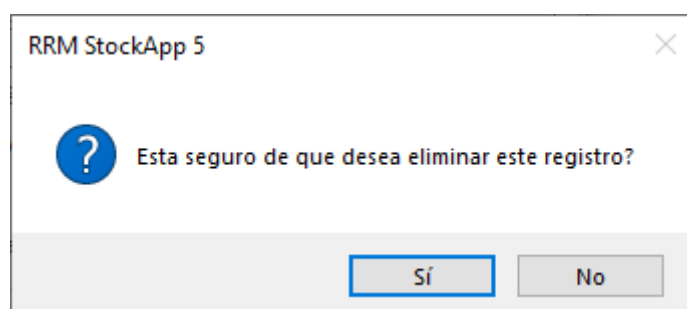 RRM StockApp 5
Esta seguro de que desea eliminar este registro?
Sí
No